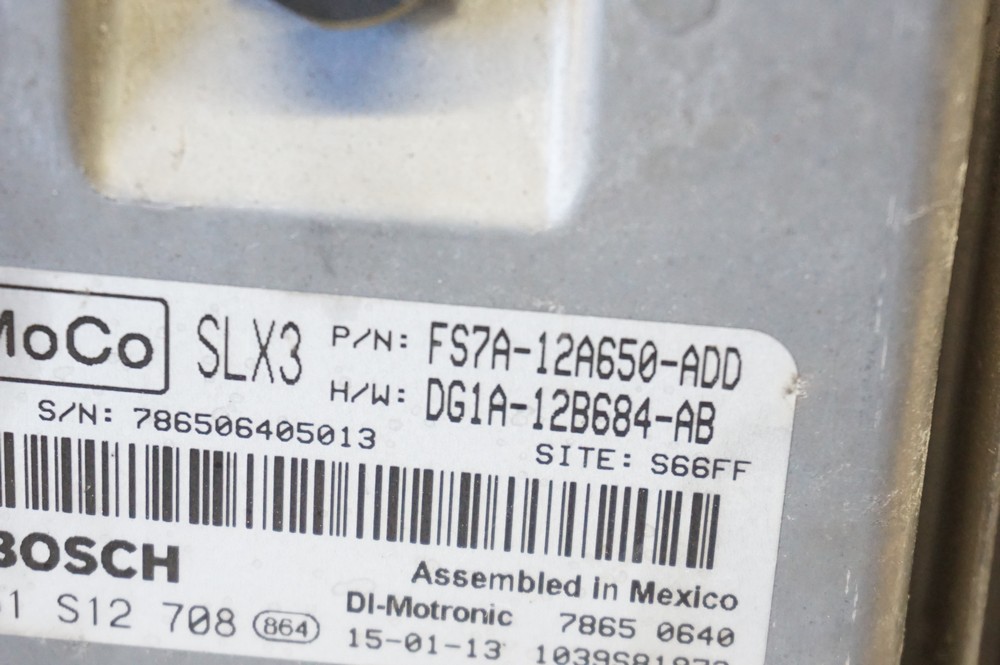 MoCo SLX3 P/N: FS7A-12A650-ADD
H/W: DG1A-12B684-AB
S/N: 786506405013
SITE: S66FF
BOSCH
Assembled in Mexico
S12 708 864
DI-Motronic 7865 0640
15-01-13